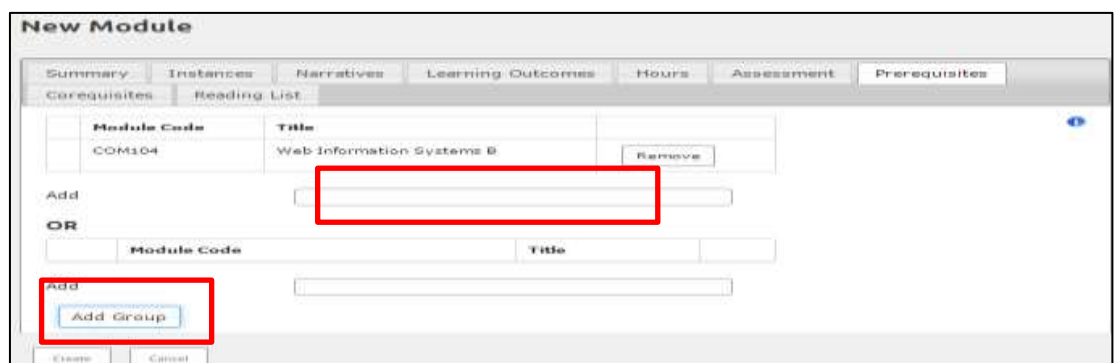 New Module
Summary Instances Narratives Learning Outcomes Hours Assessment Prerequisites
Corequisites Reading List
Module Code Title
COM104 Web Information Systems B Remove
Add
OR
Module Code Title
Add
Add Group
Create Cancel